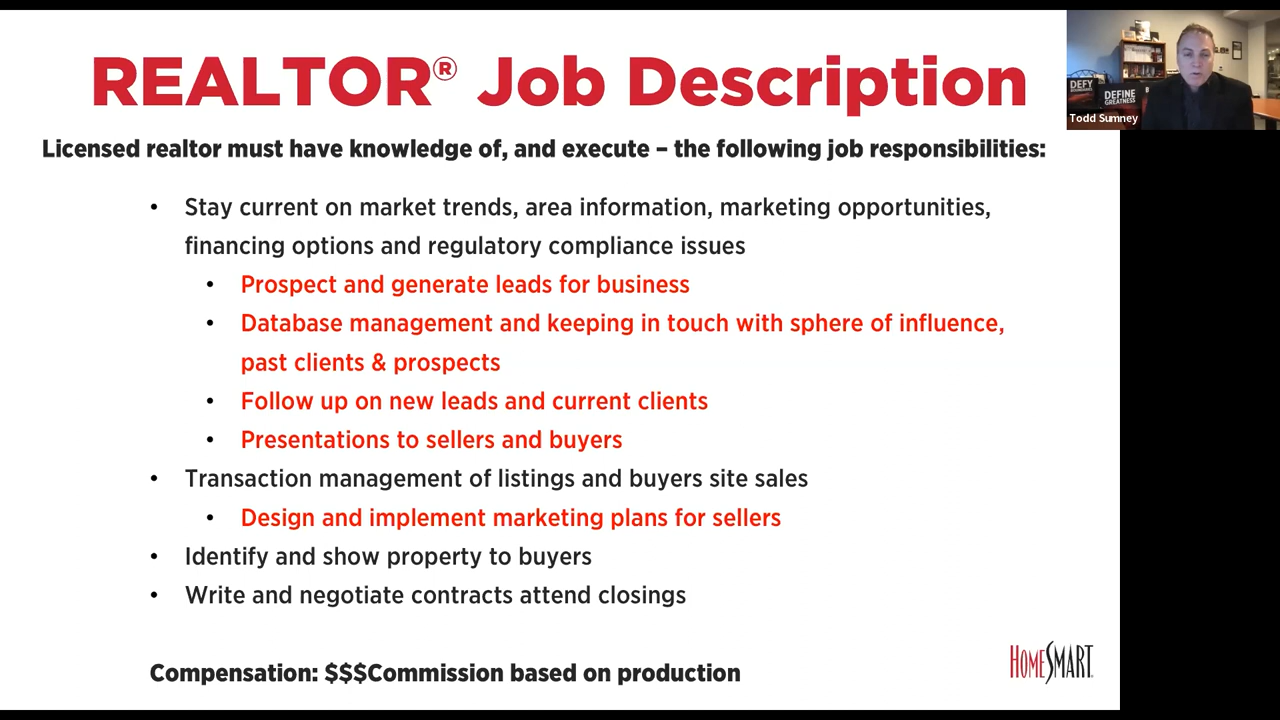 REALTOR® Job Description
Licensed realtor must have knowledge of, and execute – the following job responsibilities:
• Stay current on market trends, area information, marketing opportunities,
financing options and regulatory compliance issues
• Prospect and generate leads for business
• Database management and keeping in touch with sphere of influence,
past clients & prospects
• Follow up on new leads and current clients
• Presentations to sellers and buyers
• Transaction management of listings and buyers site sales
• Design and implement marketing plans for sellers
• Identify and show property to buyers
• Write and negotiate contracts attend closings
Compensation: $$$Commission based on production
HOMESMART
DEFY
DEFINE
GREATNESS
Todd Sumney